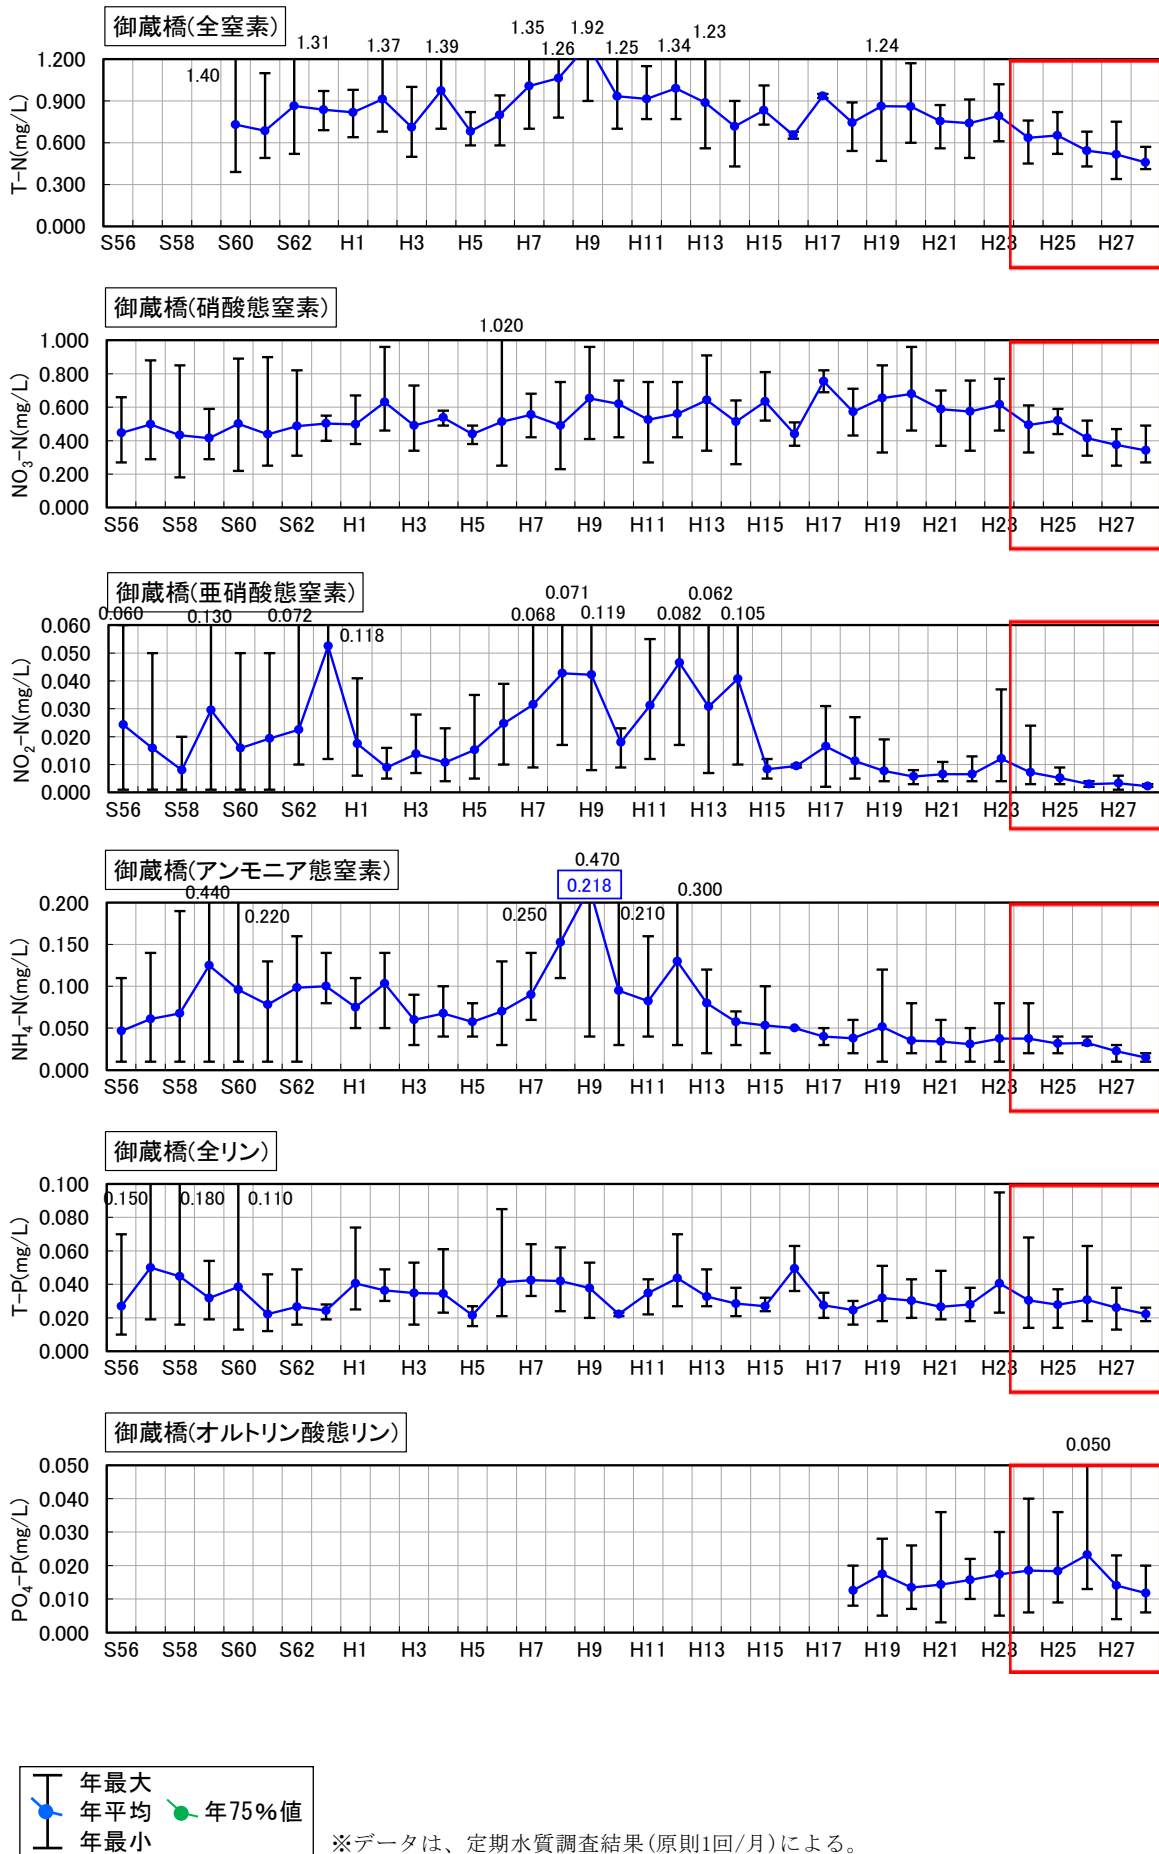 御蔵橋(全窒素)
1.31 1.37 1.39 1.35 1.92 1.23
1.40 1.26 1.25 1.34 1.24
T-N(mg/L)
1.200
0.900
0.600
0.300
0.000
S56 S58 S60 S62 H1 H3 H5 H7 H9 H11 H13 H15 H17 H19 H21 H23 H25 H27
御蔵橋(硝酸態窒素)
1.020
NO₃-N(mg/L)
1.000
0.800
0.600
0.400
0.200
0.000
S56 S58 S60 S62 H1 H3 H5 H7 H9 H11 H13 H15 H17 H19 H21 H23 H25 H27
御蔵橋(亜硝酸態窒素)
0.071 0.062
0.060 0.130 0.072 0.068 0.119 0.082 0.105
0.118
NO₂-N(mg/L)
0.060
0.050
0.040
0.030
0.020
0.010
0.000
S56 S58 S60 S62 H1 H3 H5 H7 H9 H11 H13 H15 H17 H19 H21 H23 H25 H27
御蔵橋(アンモニア態窒素)
0.470
0.440 0.218 0.300
0.220 0.250 0.210
NH₄-N(mg/L)
0.200
0.150
0.100
0.050
0.000
S56 S58 S60 S62 H1 H3 H5 H7 H9 H11 H13 H15 H17 H19 H21 H23 H25 H27
御蔵橋(全リン)
0.150 0.180 0.110
T-P(mg/L)
0.100
0.080
0.060
0.040
0.020
0.000
S56 S58 S60 S62 H1 H3 H5 H7 H9 H11 H13 H15 H17 H19 H21 H23 H25 H27
御蔵橋(オルトリン酸態リン)
0.050
PO₄-P(mg/L)
0.050
0.040
0.030
0.020
0.010
0.000
S56 S58 S60 S62 H1 H3 H5 H7 H9 H11 H13 H15 H17 H19 H21 H23 H25 H27
年最大
年平均 年75%値
年最小
※データは、定期水質調査結果(原則1回/月)による。